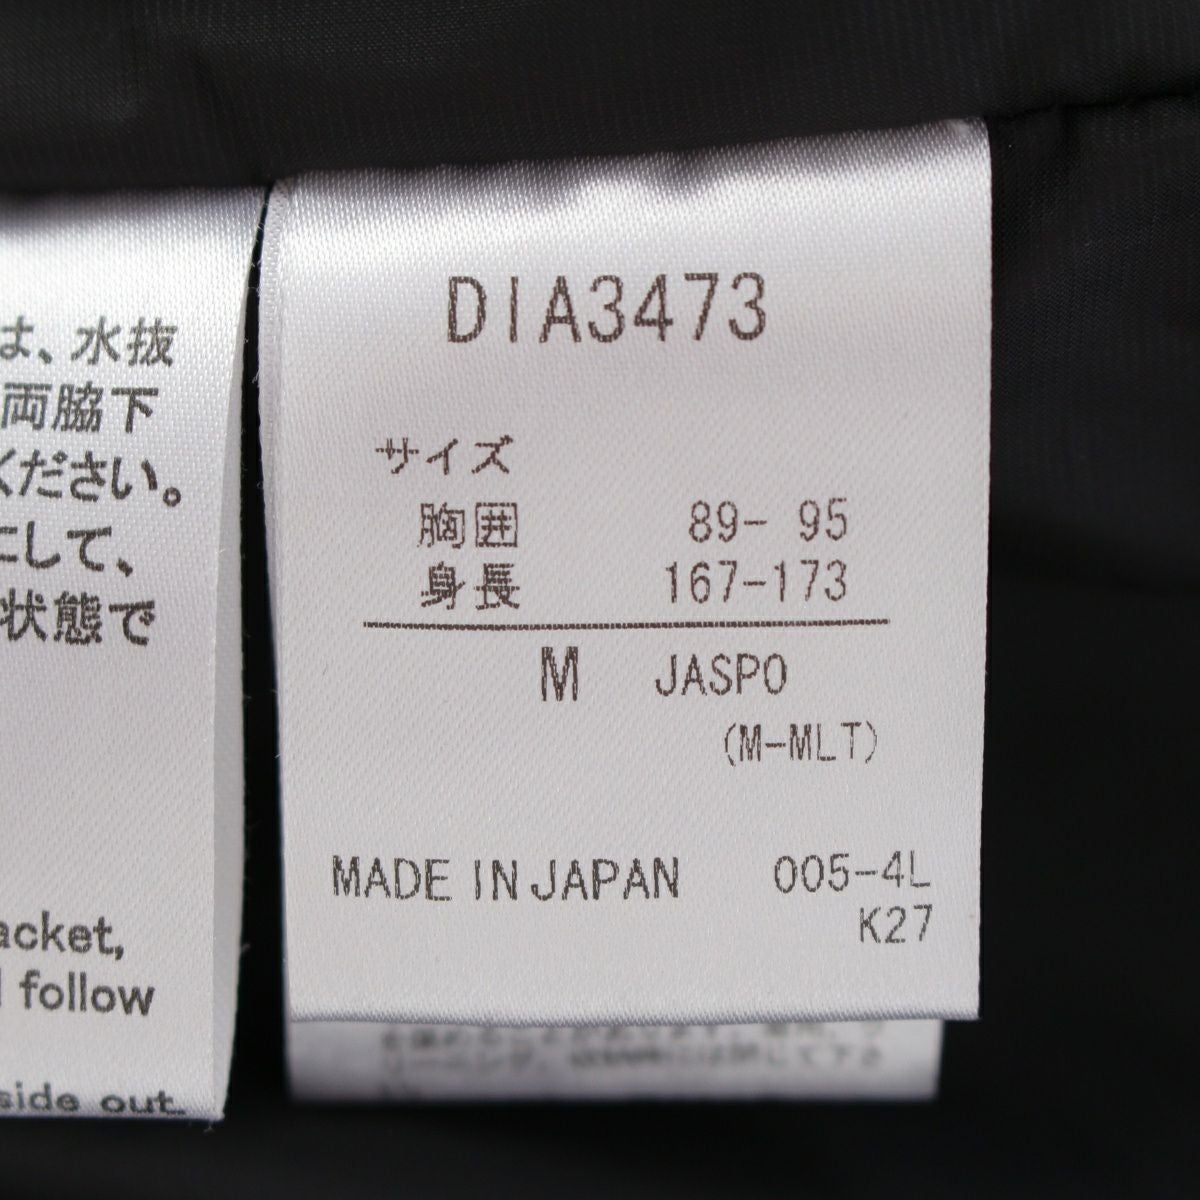 は、水抜
両脇下
ください。
にして、
状態で
acket,
follow
side out.
DIA3473
サイズ
胸囲 89- 95
身長 167-173
M JASPO
(M-MLT)
MADE IN JAPAN 005-4L
K27